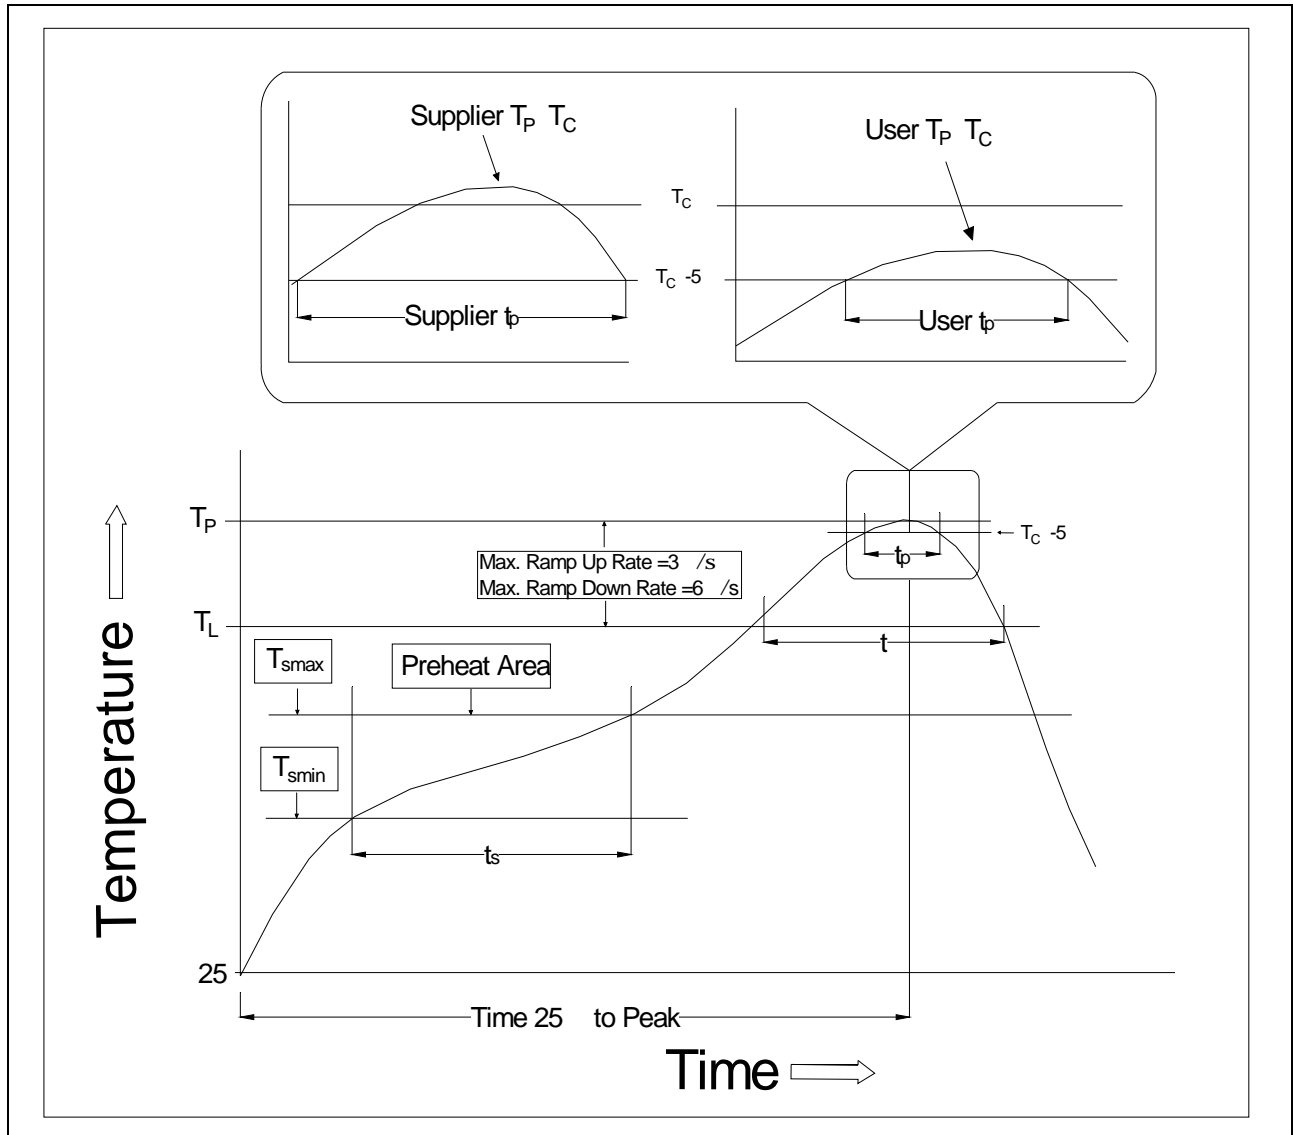 Supplier TP TC
User TP TC
TC
TC -5
Supplier tp
User tp
TP
TC -5
tp
Max. Ramp Up Rate =3 /s
Max. Ramp Down Rate =6 /s
TL
t
Tsmax
Preheat Area
Tsmin
ts
Temperature
25
Time 25 to Peak
Time